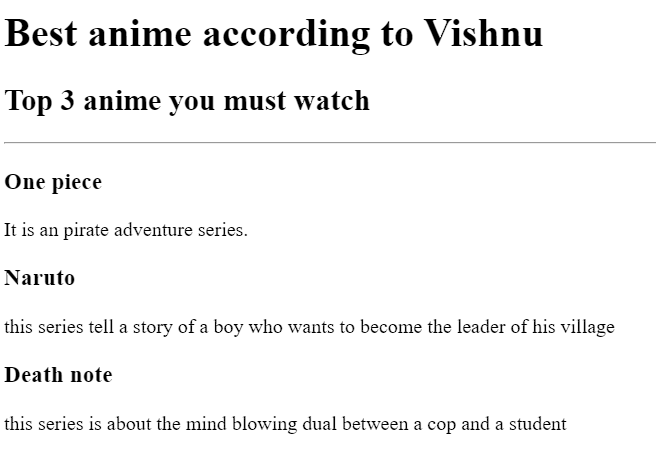 Best anime according to Vishnu
Top 3 anime you must watch
One piece
It is an pirate adventure series.
Naruto
this series tell a story of a boy who wants to become the leader of his village
Death note
this series is about the mind blowing dual between a cop and a student